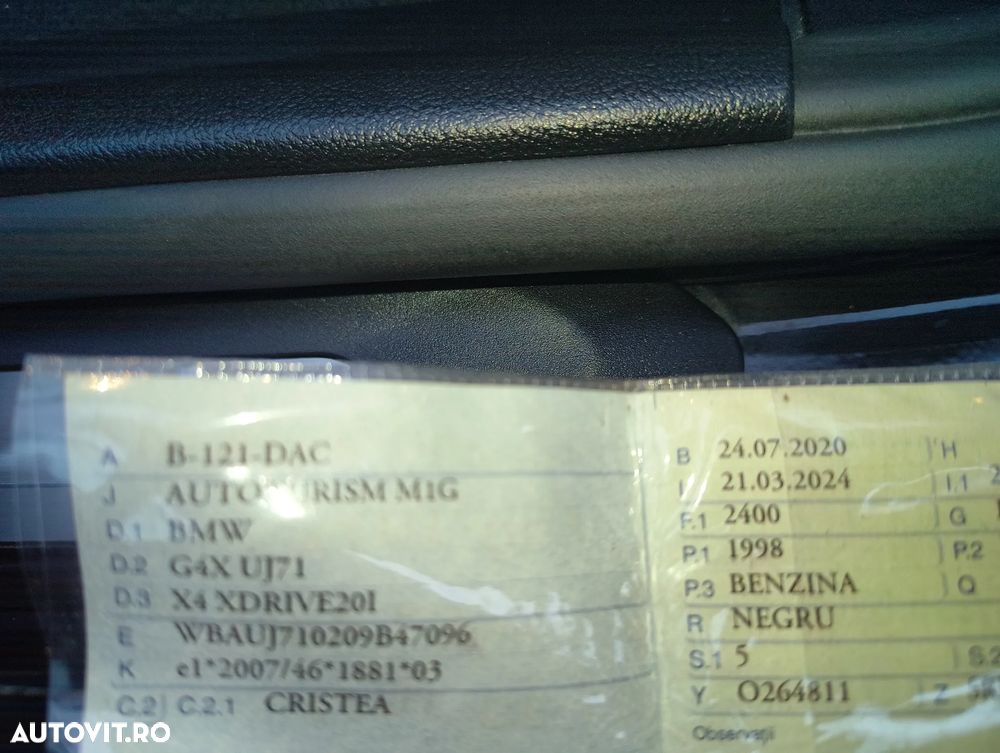 A B-121-DAC
J AUTOTURISM M1G
D.1 BMW
D.2 G4X UJ71
D.3 X4 XDRIVE20I
E WBAUJ710209B47096
K e1*2007/46*1881*03
C.2 C.2.1 CRISTEA
B 24.07.2020 H
I 21.03.2024 I.1
F.1 2400 G
P.1 1998 P.2
P.3 BENZINA Q
R NEGRU
S.1 5 S.2
Y O264811 Z
Observații
AUTOVIT.RO